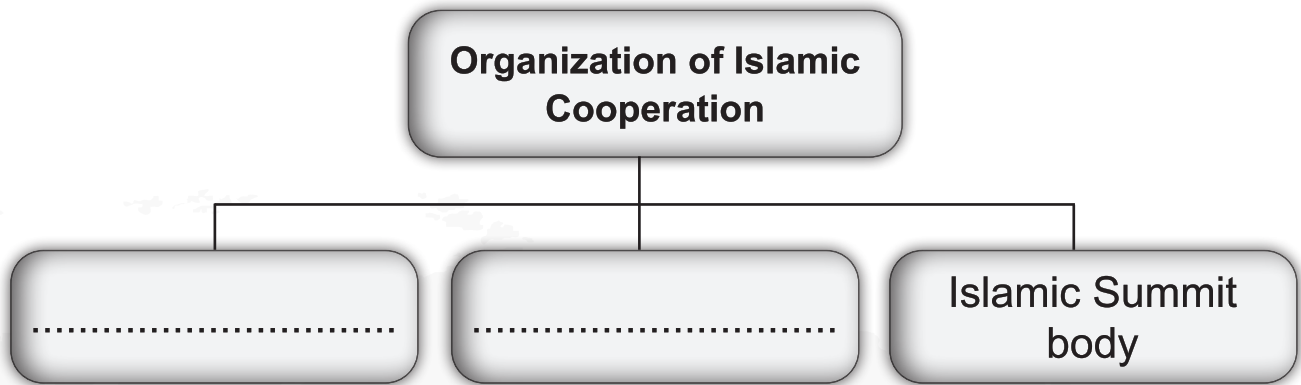 Organization of Islamic
Cooperation
...............................
...............................
Islamic Summit
body